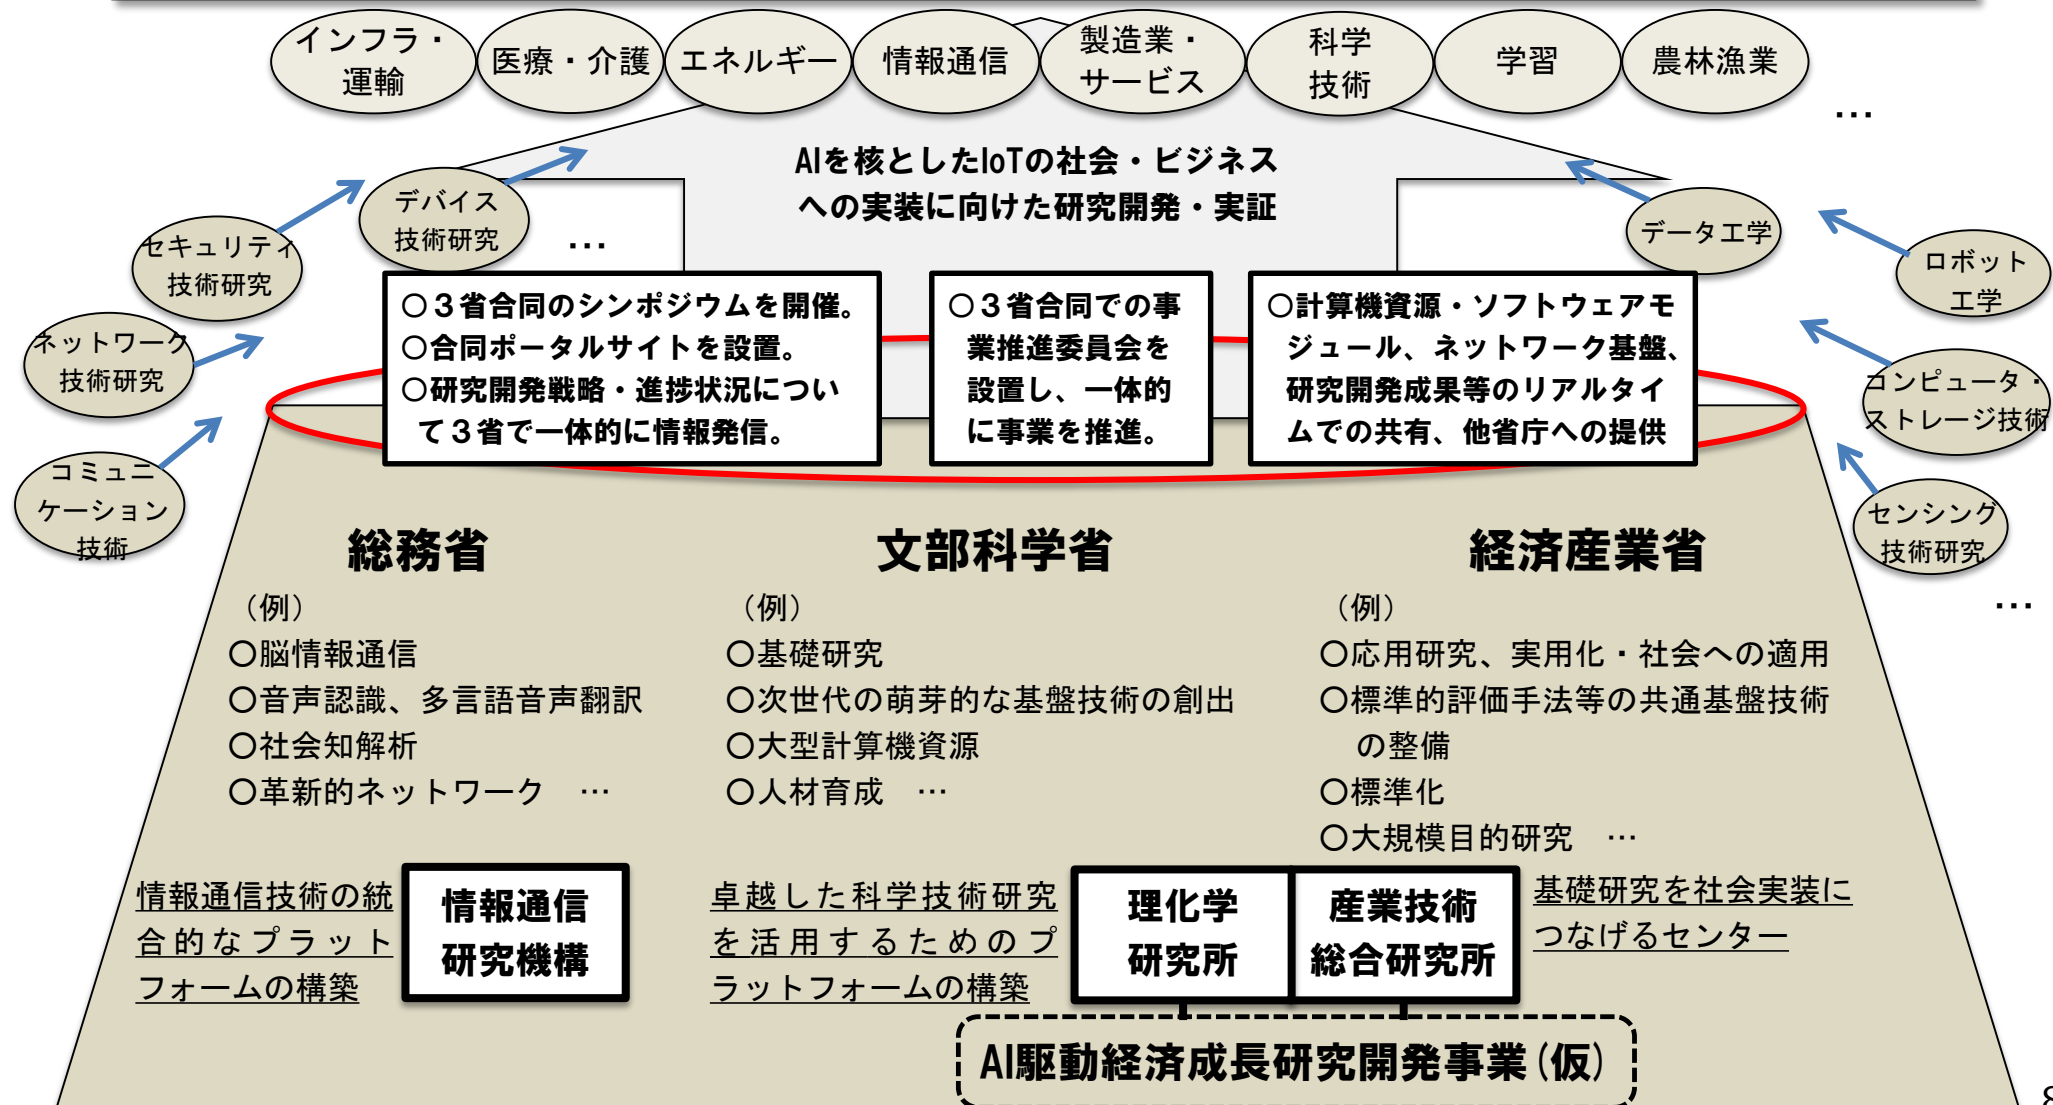 インフラ・
運輸
医療・介護
エネルギー
情報通信
製造業・
サービス
科学
技術
学習
農林漁業
…
AIを核としたIoTの社会・ビジネス
への実装に向けた研究開発・実証
デバイス
技術研究
…
セキュリティ
技術研究
ネットワーク
技術研究
コミュニ
ケーション
技術
データ工学
ロボット
工学
コンピュータ・
ストレージ技術
センシング
技術研究
…
○３省合同のシンポジウムを開催。
○合同ポータルサイトを設置。
○研究開発戦略・進捗状況につい
て３省で一体的に情報発信。
○３省合同での事
業推進委員会を
設置し、一体的
に事業を推進。
○計算機資源・ソフトウェアモ
ジュール、ネットワーク基盤、
研究開発成果等のリアルタイ
ムでの共有、他省庁への提供
総務省
（例）
○脳情報通信
○音声認識、多言語音声翻訳
○社会知解析
○革新的ネットワーク　…
文部科学省
（例）
○基礎研究
○次世代の萌芽的な基盤技術の創出
○大型計算機資源
○人材育成　…
経済産業省
（例）
○応用研究、実用化・社会への適用
○標準的評価手法等の共通基盤技術
の整備
○標準化
○大規模目的研究　…
情報通信技術の統
合的なプラット
フォームの構築
情報通信
研究機構
卓越した科学技術研究
を活用するためのプ
ラットフォームの構築
理化学
研究所
産業技術
総合研究所
基礎研究を社会実装に
つなげるセンター
AI駆動経済成長研究開発事業(仮)